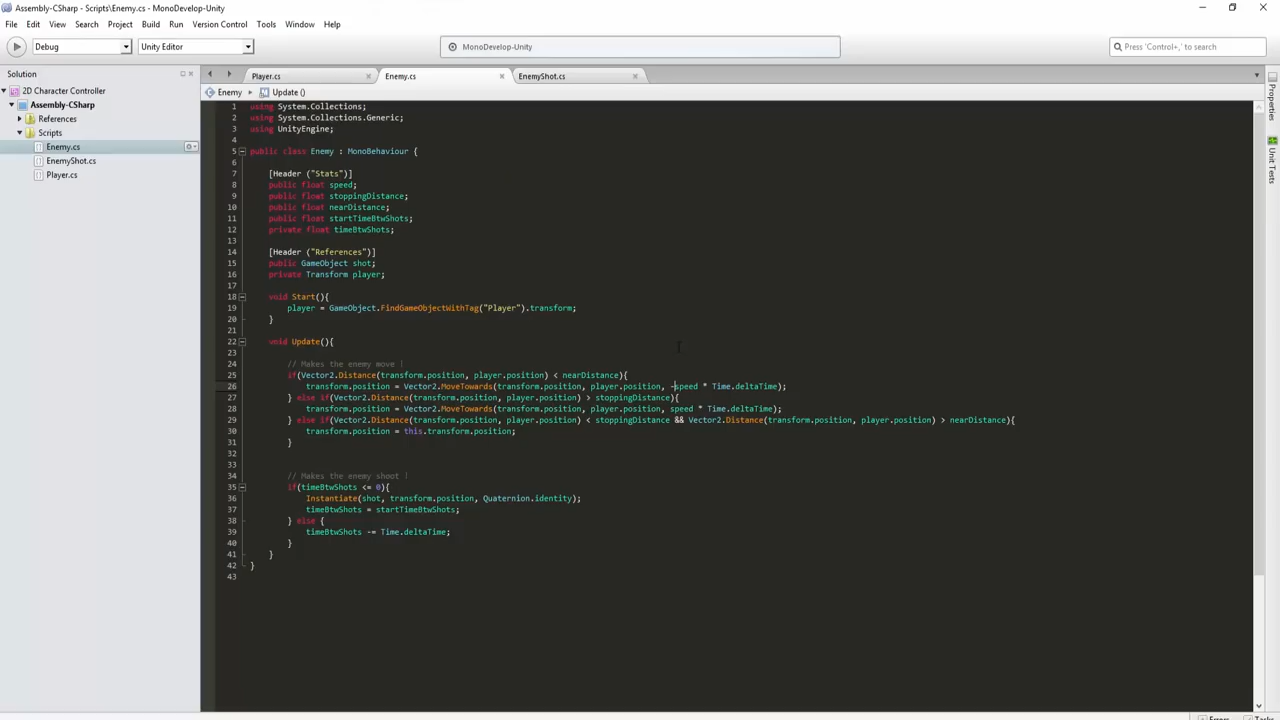 Assembly-CSharp - Scripts\Enemy.cs - MonoDevelop-Unity
File Edit View Search Project Build Run Version Control Tools Window Help
Debug Unity Editor MonoDevelop-Unity Press 'Control+,' to search
Solution
Player.cs Enemy.cs EnemyShot.cs
Enemy Update ()
2D Character Controller
Assembly-CSharp
References
Scripts
Enemy.cs
EnemyShot.cs
Player.cs
1 using System.Collections;
2 using System.Collections.Generic;
3 using UnityEngine;
4
5 public class Enemy : MonoBehaviour {
6
7 [Header ("Stats")]
8 public float speed;
9 public float stoppingDistance;
10 public float nearDistance;
11 public float startTimeBtwShots;
12 private float timeBtwShots;
13
14 [Header ("References")]
15 public GameObject shot;
16 private Transform player;
17
18 void Start(){
19 player = GameObject.FindGameObjectWithTag("Player").transform;
20 }
21
22 void Update(){
23
24 // Makes the enemy move !
25 if(Vector2.Distance(transform.position, player.position) < nearDistance){
26 transform.position = Vector2.MoveTowards(transform.position, player.position, -speed * Time.deltaTime);
27 } else if(Vector2.Distance(transform.position, player.position) > stoppingDistance){
28 transform.position = Vector2.MoveTowards(transform.position, player.position, speed * Time.deltaTime);
29 } else if(Vector2.Distance(transform.position, player.position) < stoppingDistance && Vector2.Distance(transform.position, player.position) > nearDistance){
30 transform.position = this.transform.position;
31 }
32
33
34 // Makes the enemy shoot !
35 if(timeBtwShots <= 0){
36 Instantiate(shot, transform.position, Quaternion.identity);
37 timeBtwShots = startTimeBtwShots;
38 } else {
39 timeBtwShots -= Time.deltaTime;
40 }
41 }
42 }
43
Properties
Unit Tests